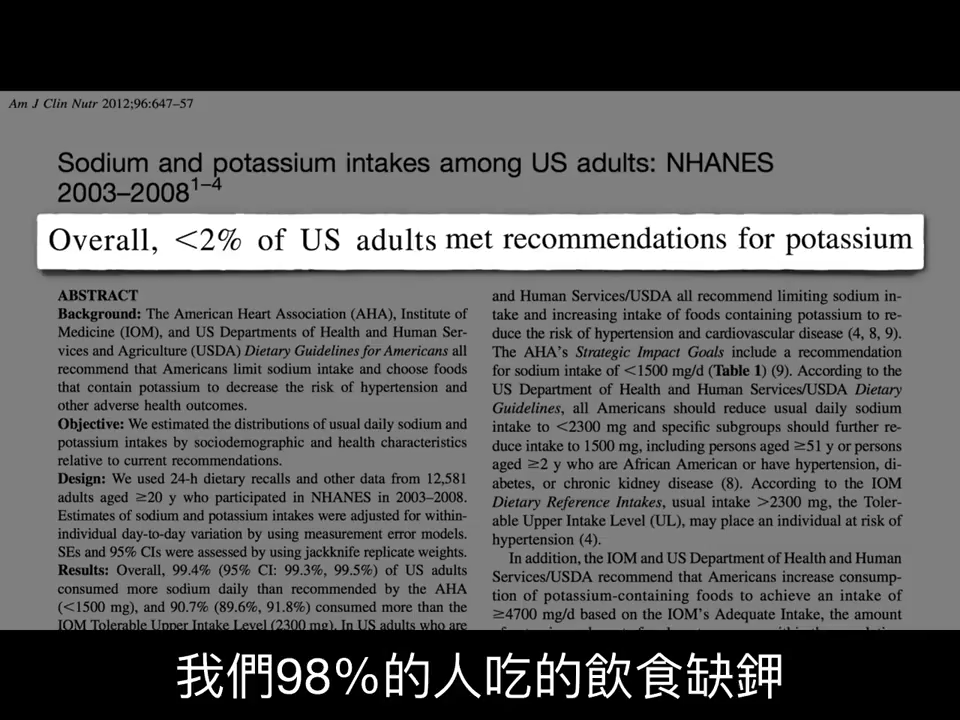 Am J Clin Nutr 2012;96:647–57
Sodium and potassium intakes among US adults: NHANES
2003–2008¹⁻⁴
Overall, <2% of US adults met recommendations for potassium
ABSTRACT
Background: The American Heart Association (AHA), Institute of
Medicine (IOM), and US Departments of Health and Human Ser-
vices and Agriculture (USDA) Dietary Guidelines for Americans all
recommend that Americans limit sodium intake and choose foods
that contain potassium to decrease the risk of hypertension and
other adverse health outcomes.
Objective: We estimated the distributions of usual daily sodium and
potassium intakes by sociodemographic and health characteristics
relative to current recommendations.
Design: We used 24-h dietary recalls and other data from 12,581
adults aged ≥20 y who participated in NHANES in 2003–2008.
Estimates of sodium and potassium intakes were adjusted for within-
individual day-to-day variation by using measurement error models.
SEs and 95% CIs were assessed by using jackknife replicate weights.
Results: Overall, 99.4% (95% CI: 99.3%, 99.5%) of US adults
consumed more sodium daily than recommended by the AHA
(<1500 mg), and 90.7% (89.6%, 91.8%) consumed more than the
IOM Tolerable Upper Intake Level (2300 mg). In US adults who are
and Human Services/USDA all recommend limiting sodium in-
take and increasing intake of foods containing potassium to re-
duce the risk of hypertension and cardiovascular disease (4, 8, 9).
The AHA's Strategic Impact Goals include a recommendation
for sodium intake of <1500 mg/d (Table 1) (9). According to the
US Department of Health and Human Services/USDA Dietary
Guidelines, all Americans should reduce usual daily sodium
intake to <2300 mg and specific subgroups should further re-
duce intake to 1500 mg, including persons aged ≥51 y or persons
aged ≥2 y who are African American or have hypertension, di-
abetes, or chronic kidney disease (8). According to the IOM
Dietary Reference Intakes, usual intake >2300 mg, the Toler-
able Upper Intake Level (UL), may place an individual at risk of
hypertension (4).
In addition, the IOM and US Department of Health and Human
Services/USDA recommend that Americans increase consump-
tion of potassium-containing foods to achieve an intake of
≥4700 mg/d based on the IOM's Adequate Intake, the amount
我們98%的人吃的飲食缺鉀